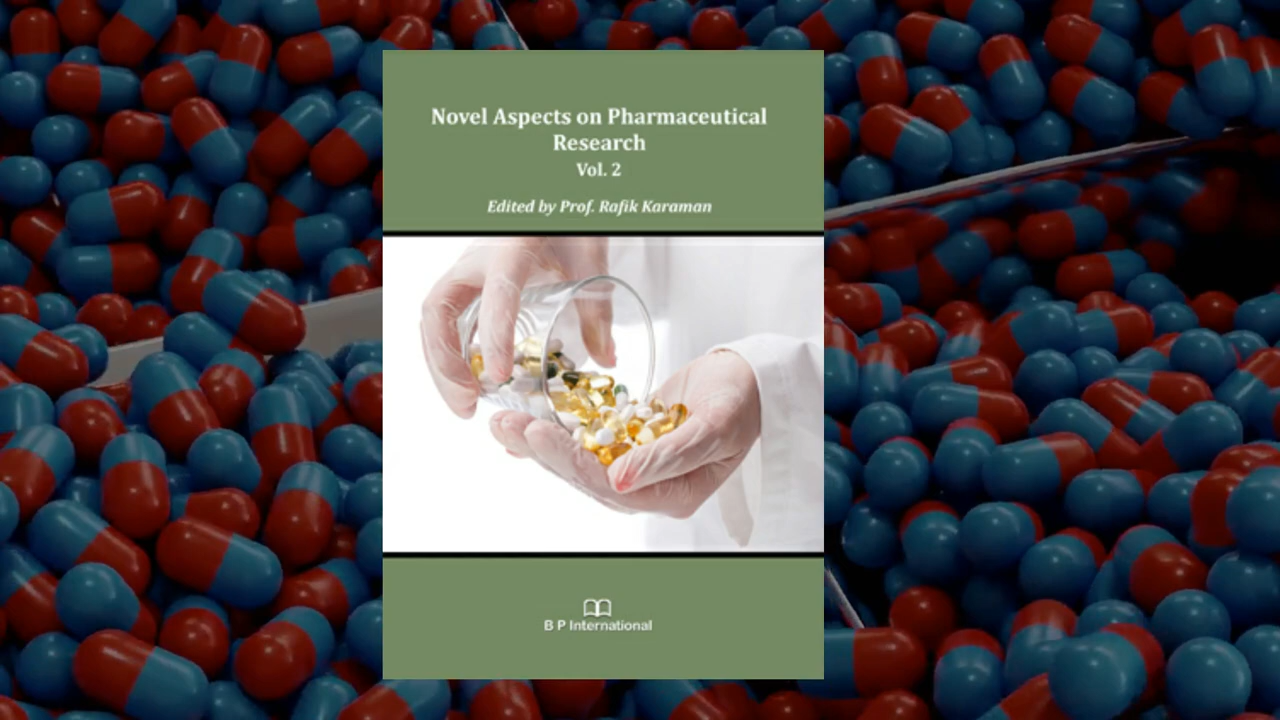 Novel Aspects on Pharmaceutical
Research
Vol. 2
Edited by Prof. Rafik Karaman
B P International